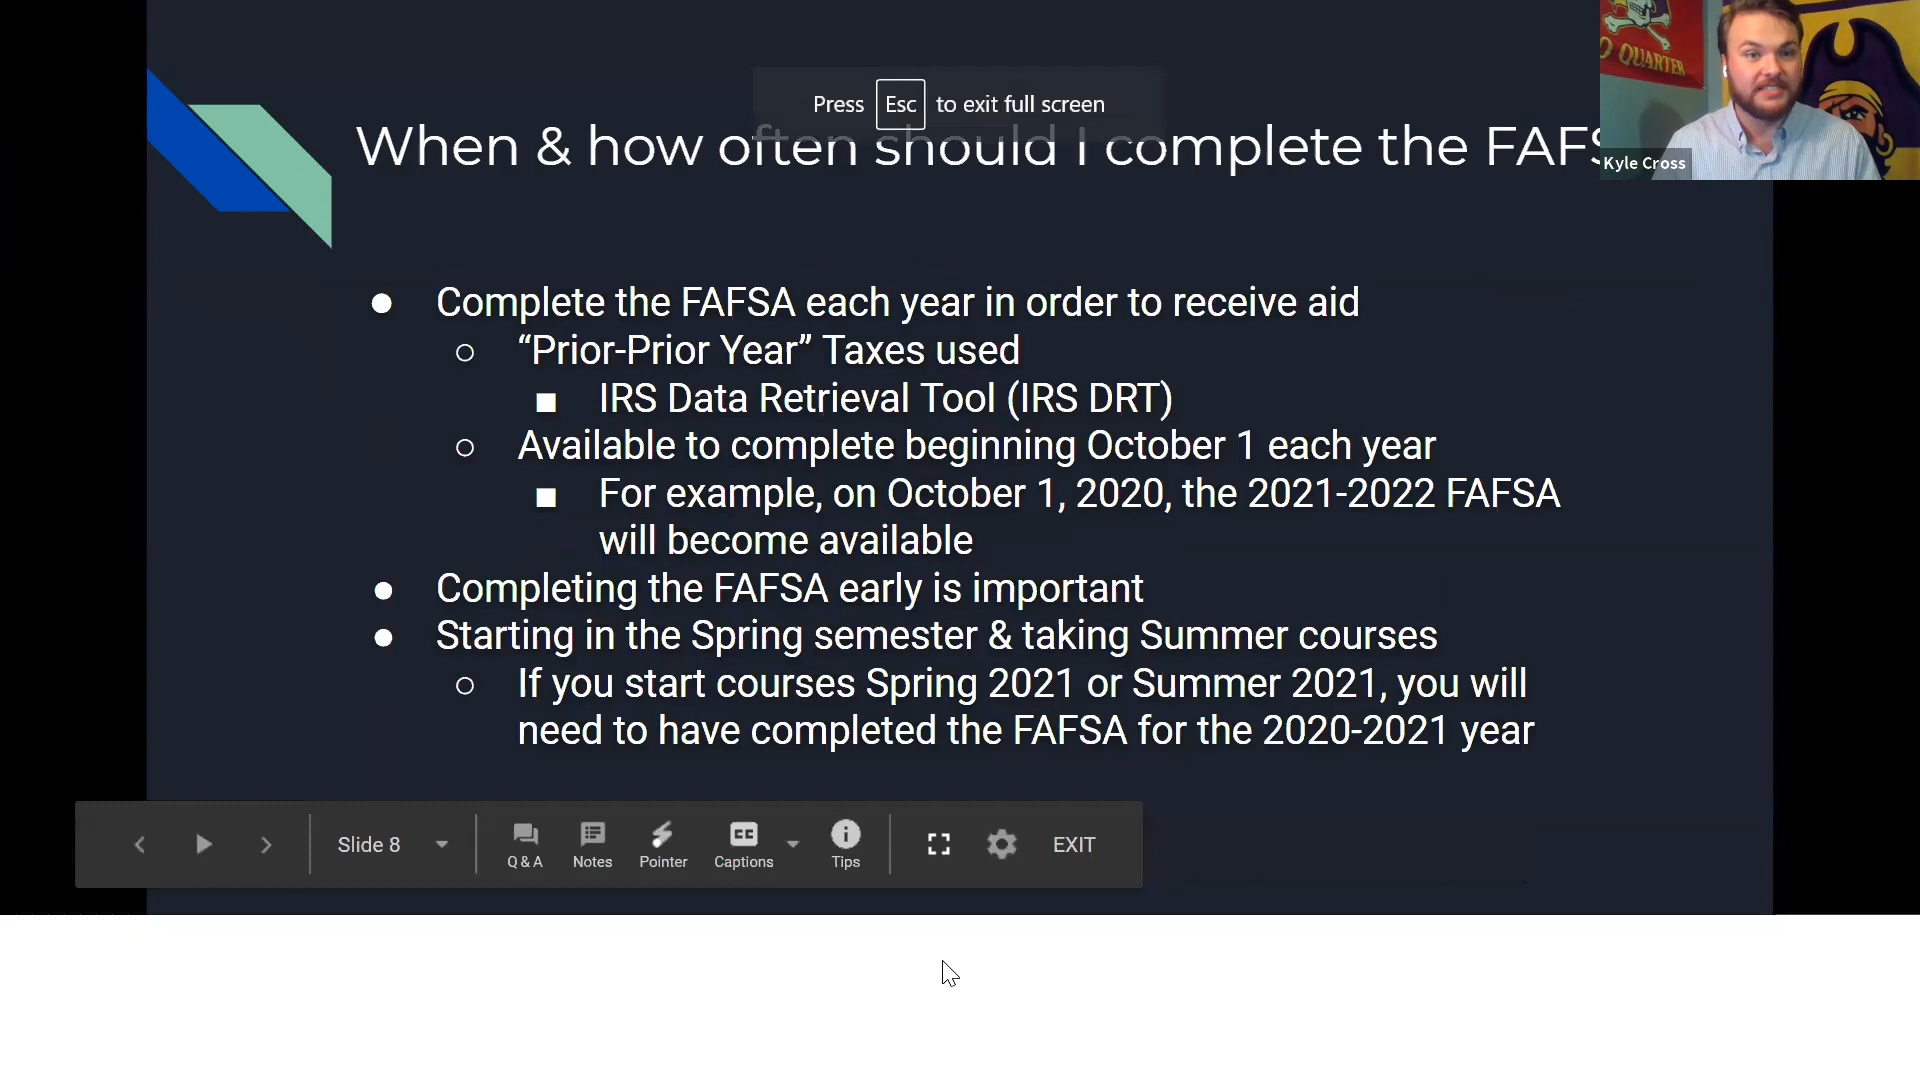 O QUARTER
Press Esc to exit full screen
When & how often should I complete the FAFS
Kyle Cross
● Complete the FAFSA each year in order to receive aid
○ “Prior-Prior Year” Taxes used
■ IRS Data Retrieval Tool (IRS DRT)
○ Available to complete beginning October 1 each year
■ For example, on October 1, 2020, the 2021-2022 FAFSA
will become available
● Completing the FAFSA early is important
● Starting in the Spring semester & taking Summer courses
○ If you start courses Spring 2021 or Summer 2021, you will
need to have completed the FAFSA for the 2020-2021 year
Slide 8
Q & A
Notes
Pointer
CC
Captions
Tips
EXIT